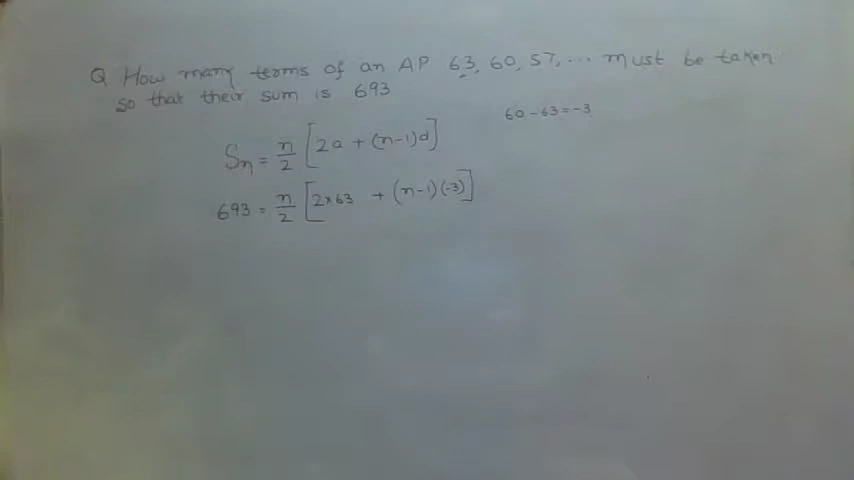 Q How many terms of an AP 63, 60, 57, ... must be taken
so that their sum is 693
60 - 63 = -3
Sn = n/2 [2a + (n-1)d]
693 = n/2 [2×63 + (n-1)(-3)]